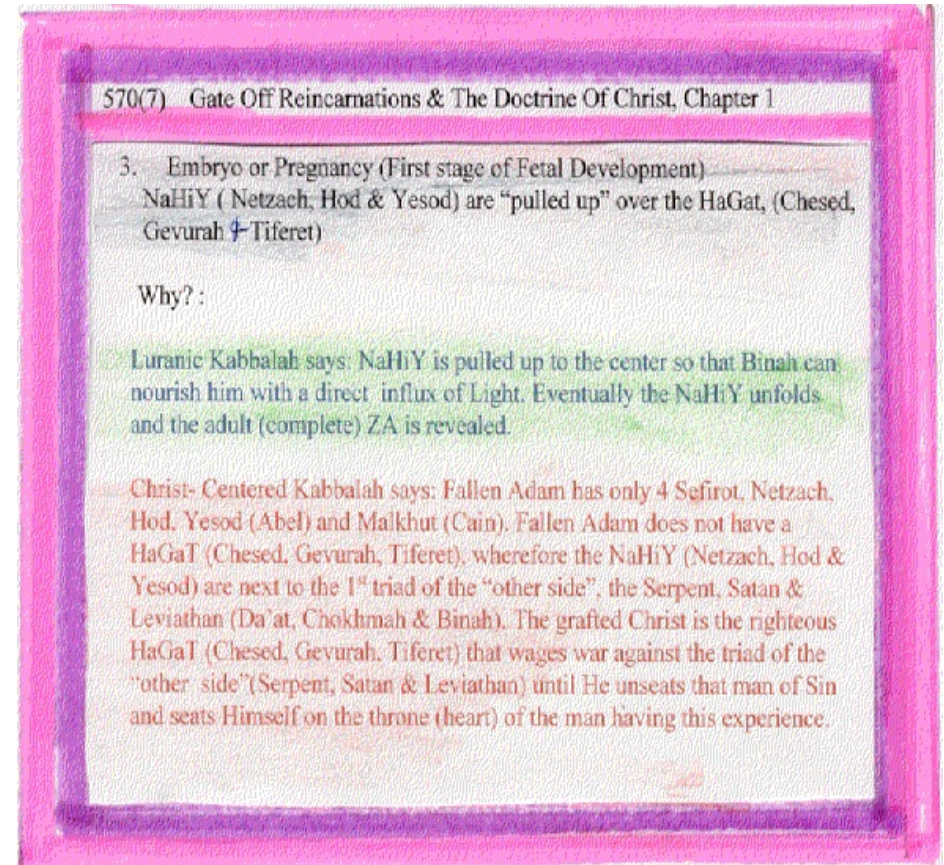 570(7) Gate Off Reincarnations & The Doctrine Of Christ, Chapter 1
3. Embryo or Pregnancy (First stage of Fetal Development)
NaHiY ( Netzach, Hod & Yesod) are “pulled up” over the HaGat, (Chesed,
Gevurah + Tiferet)
Why? :
Luranic Kabbalah says: NaHiY is pulled up to the center so that Binah can
nourish him with a direct influx of Light. Eventually the NaHiY unfolds
and the adult (complete) ZA is revealed.
Christ- Centered Kabbalah says: Fallen Adam has only 4 Sefirot, Netzach,
Hod, Yesod (Abel) and Malkhut (Cain). Fallen Adam does not have a
HaGaT (Chesed, Gevurah, Tiferet), wherefore the NaHiY (Netzach, Hod &
Yesod) are next to the 1st triad of the “other side”, the Serpent, Satan &
Leviathan (Da’at, Chokhmah & Binah). The grafted Christ is the righteous
HaGaT (Chesed, Gevurah, Tiferet) that wages war against the triad of the
“other side”(Serpent, Satan & Leviathan) until He unseats that man of Sin
and seats Himself on the throne (heart) of the man having this experience.